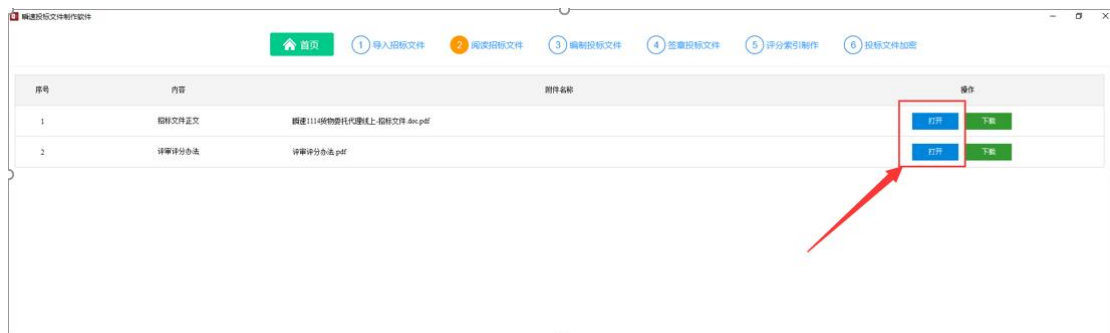 瞬速投标文件制作软件
首页 1 导入招标文件 2 阅读招标文件 3 编制投标文件 4 签章投标文件 5 评分索引制作 6 投标文件加密
序号 内容 附件名称 操作
1 招标文件正文 瞬速1114货物委托代理线上-招标文件.doc.pdf 打开 下载
2 评审评分办法 评审评分办法.pdf 打开 下载